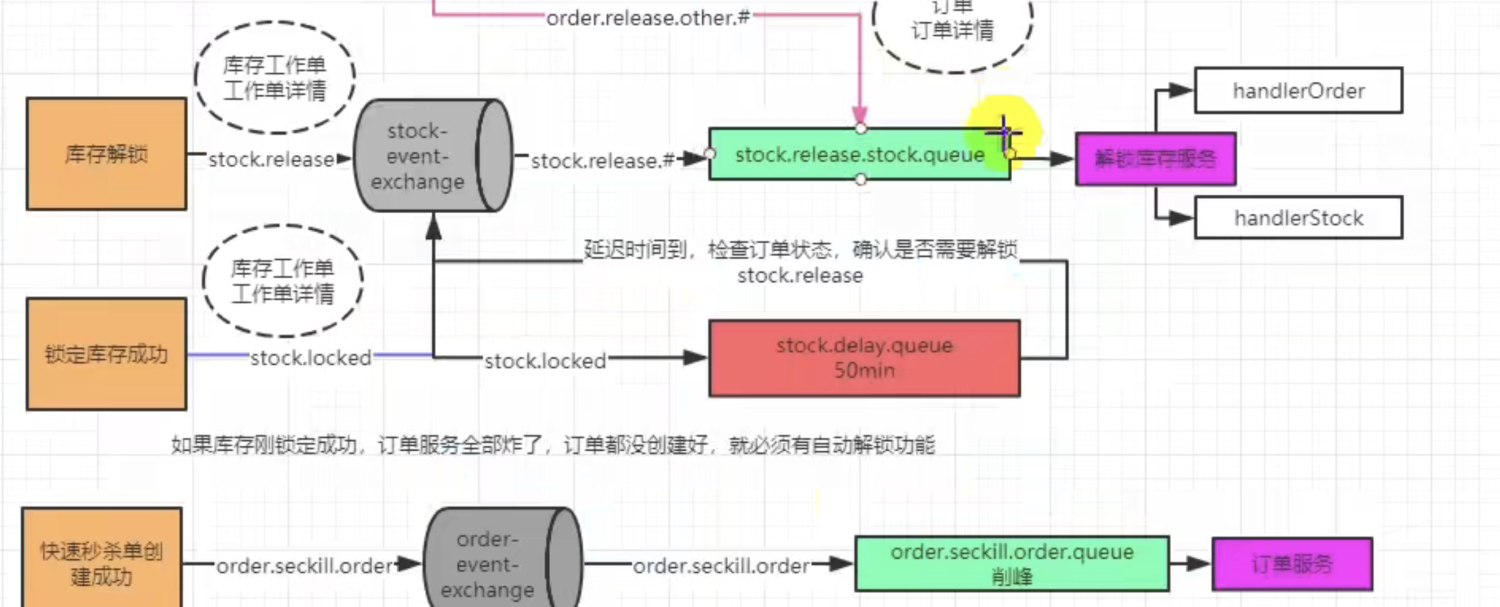 order.release.other.#
订单
订单详情
库存工作单
工作单详情
handlerOrder
库存解锁
stock.release
stock-
event-
exchange
stock.release.#
stock.release.stock.queue
解锁库存服务
handlerStock
延迟时间到，检查订单状态，确认是否需要解锁
stock.release
库存工作单
工作单详情
锁定库存成功
stock.locked
stock.locked
stock.delay.queue
50min
如果库存刚锁定成功，订单服务全部炸了，订单都没创建好，就必须有自动解锁功能
快速秒杀单创
建成功
order.seckill.order
order-
event-
exchange
order.seckill.order
order.seckill.order.queue
削峰
订单服务